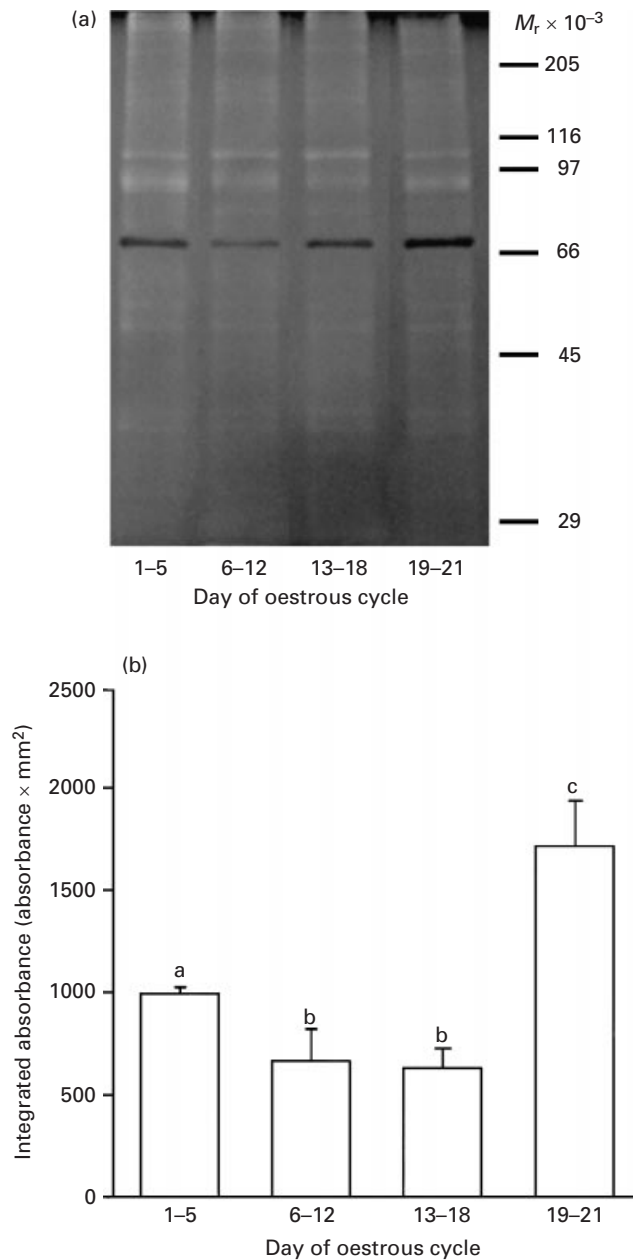 (a)
M_r × 10⁻³
205
116
97
66
45
29
1–5 6–12 13–18 19–21
Day of oestrous cycle
(b)
Integrated absorbance (absorbance × mm²)
2500
2000
1500
1000
500
0
a
b
b
c
1–5 6–12 13–18 19–21
Day of oestrous cycle